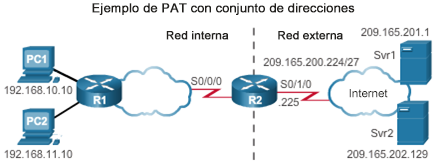 Ejemplo de PAT con conjunto de direcciones
Red interna
Red externa
209.165.201.1
Svr1
PC1
192.168.10.10
209.165.200.224/27
S0/0/0
S0/1/0
R1
R2
.225
Internet
PC2
192.168.11.10
Svr2
209.165.202.129